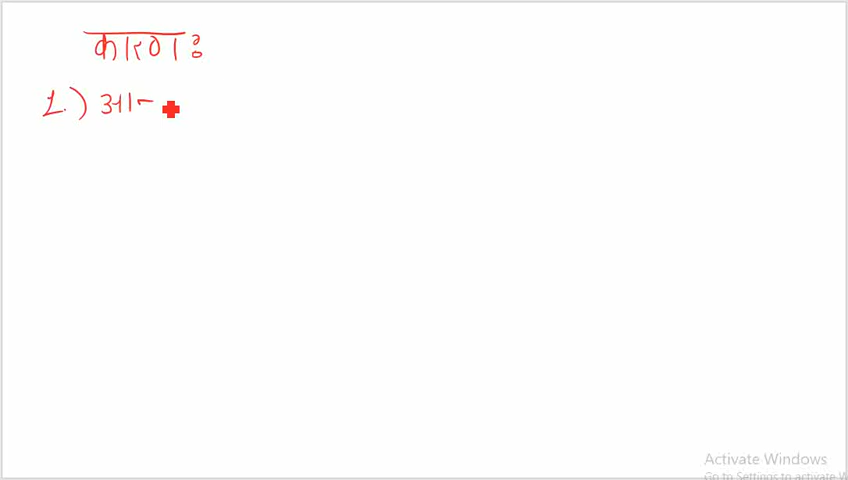 कारण :
1.) आ
Activate Windows
Go to Settings to activate W